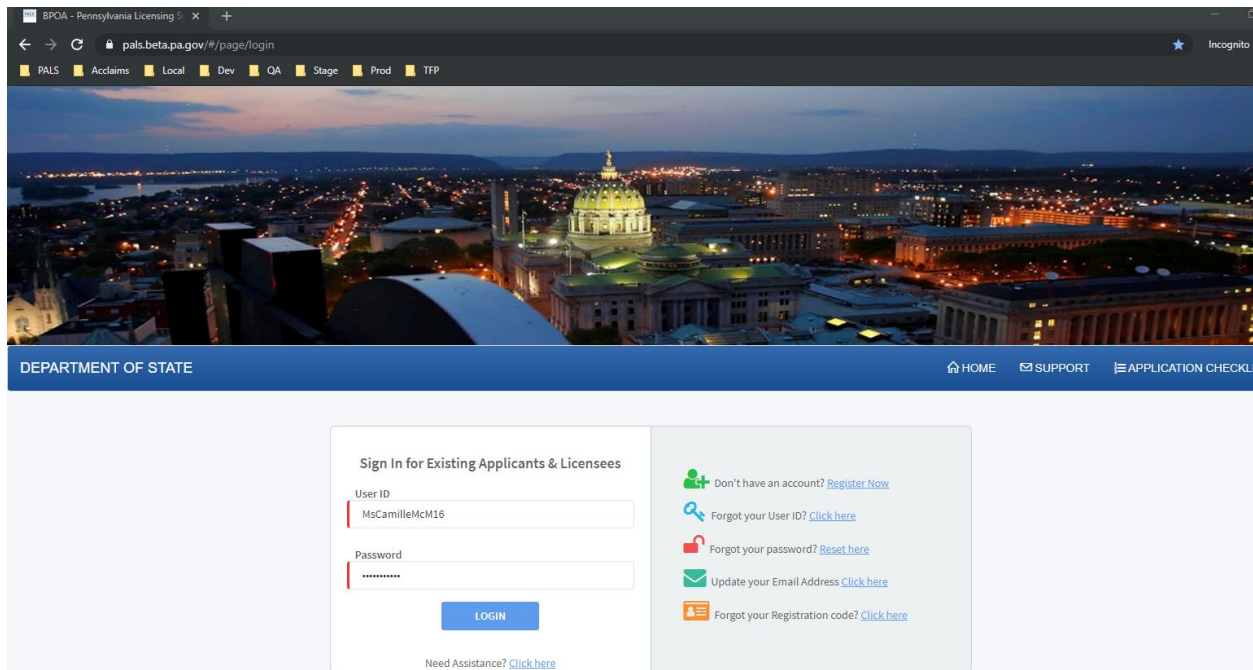 BPOA - Pennsylvania Licensing S
pals.beta.pa.gov/#/page/login
Incognito
PALS Acclaims Local Dev QA Stage Prod TFP
DEPARTMENT OF STATE
HOME SUPPORT APPLICATION CHECKL
Sign In for Existing Applicants & Licensees
User ID
MsCamilleMcM16
Password
•••••••••••
LOGIN
Need Assistance? Click here
Don't have an account? Register Now
Forgot your User ID? Click here
Forgot your password? Reset here
Update your Email Address Click here
Forgot your Registration code? Click here